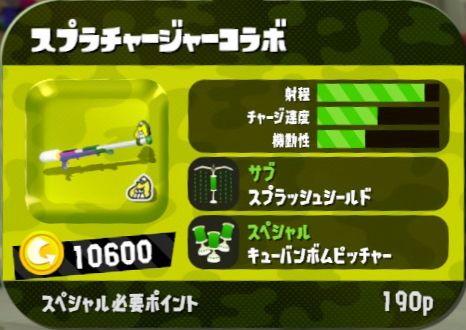 スプラチャージャーコラボ
射程
チャージ速度
機動性
サブ
スプラッシュシールド
スペシャル
キューバンボムピッチャー
10600
スペシャル必要ポイント 190p